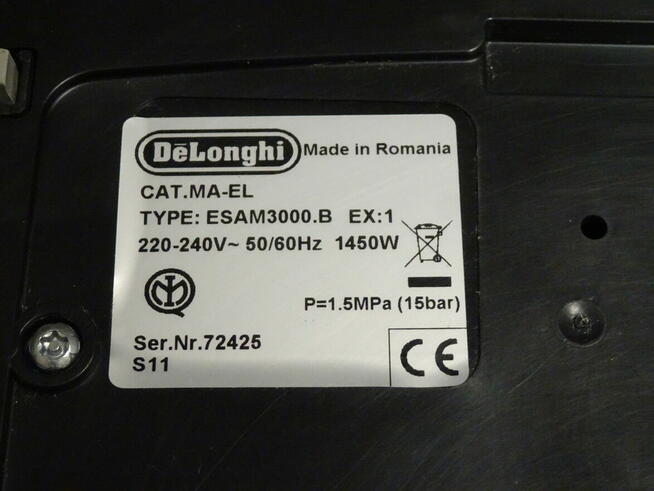 DeLonghi Made in Romania
CAT.MA-EL
TYPE: ESAM3000.B EX:1
220-240V~ 50/60Hz 1450W
P=1.5MPa (15bar)
Ser.Nr.72425
S11
CE